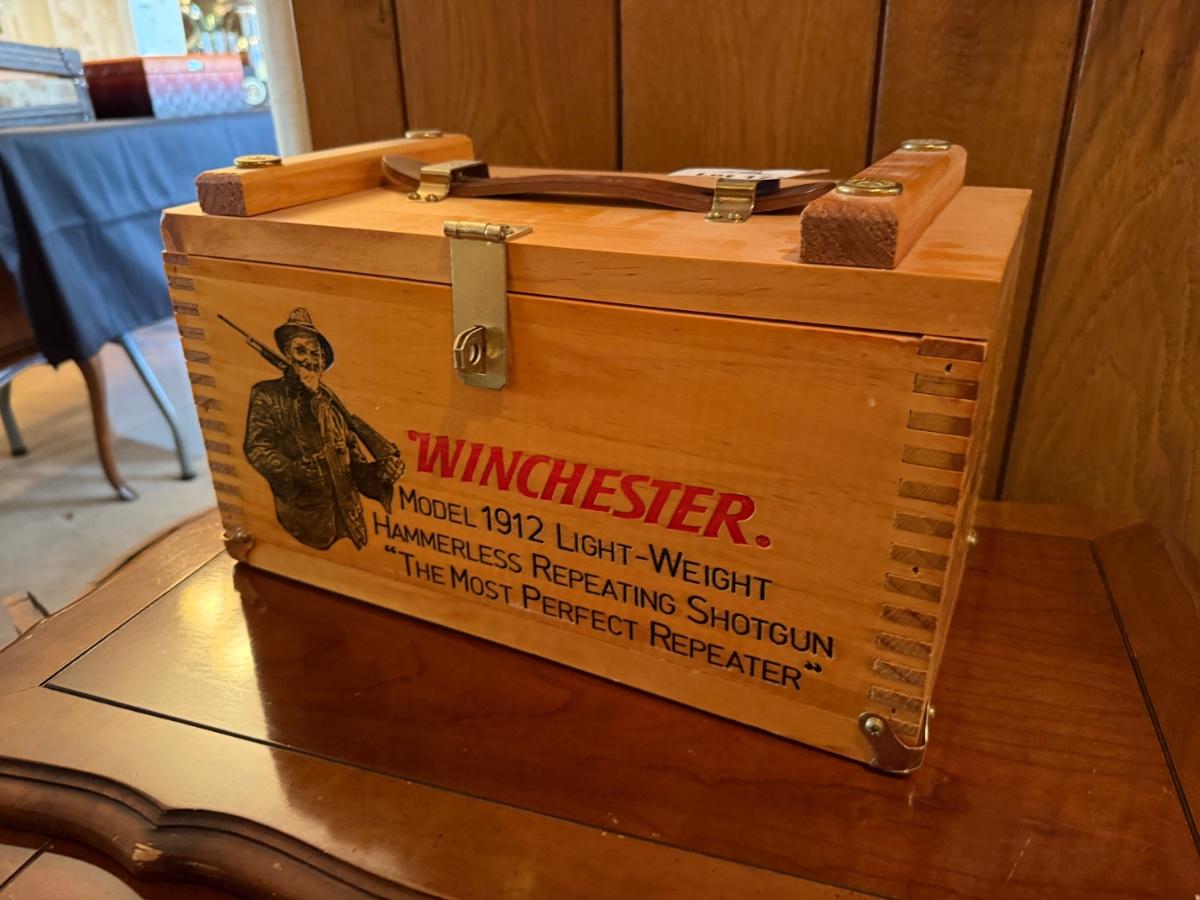 WINCHESTER®
MODEL 1912 LIGHT-WEIGHT
HAMMERLESS REPEATING SHOTGUN
“THE MOST PERFECT REPEATER”